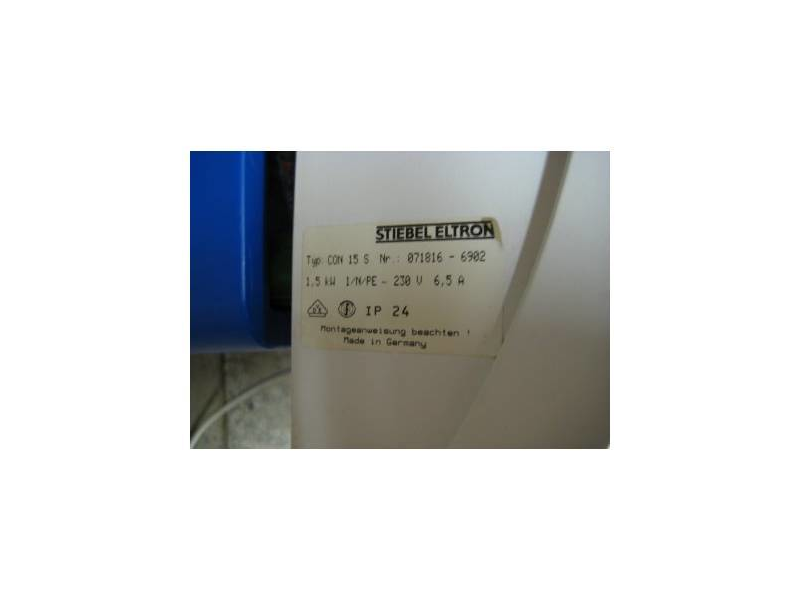 STIEBEL ELTRON
Typ CON 15 S Nr.: 071816 - 6902
1,5 kW 1/N/PE ~ 230 V 6,5 A
IP 24
Montageanweisung beachten !
Made in Germany